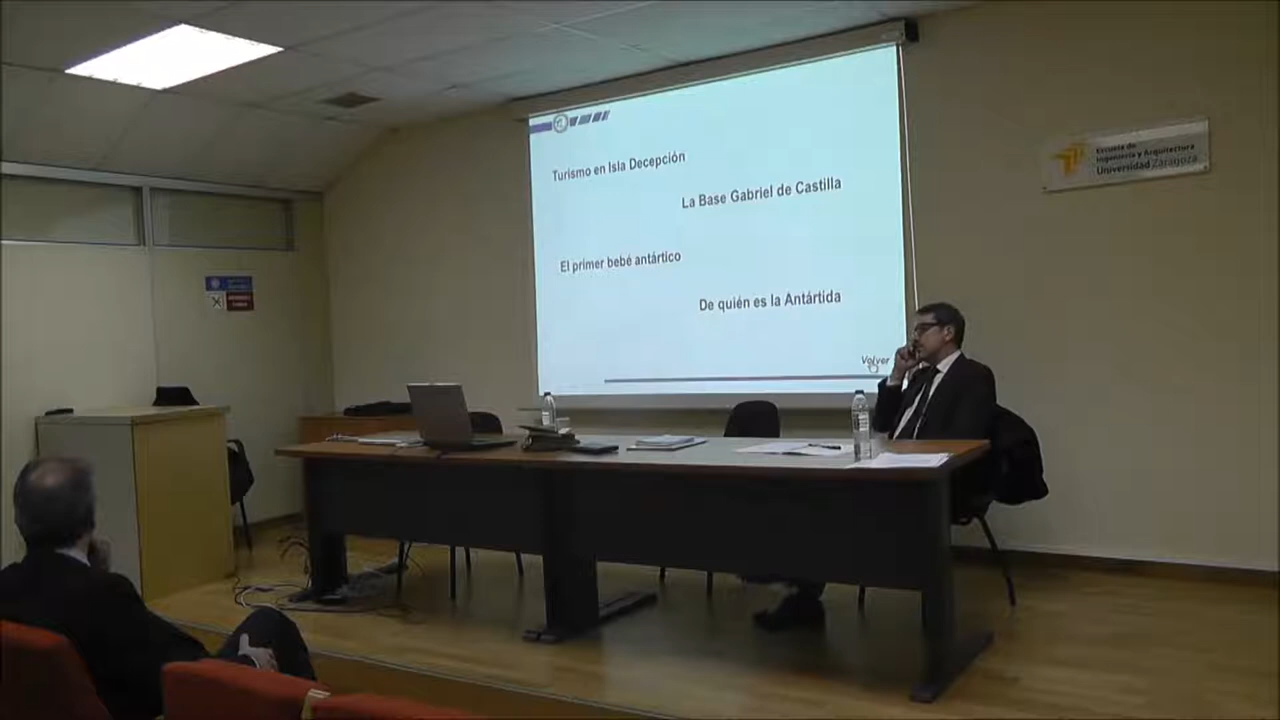 Turismo en Isla Decepción
La Base Gabriel de Castilla
El primer bebé antártico
De quién es la Antártida
Volver
Escuela de
Ingeniería y Arquitectura
Universidad Zaragoza